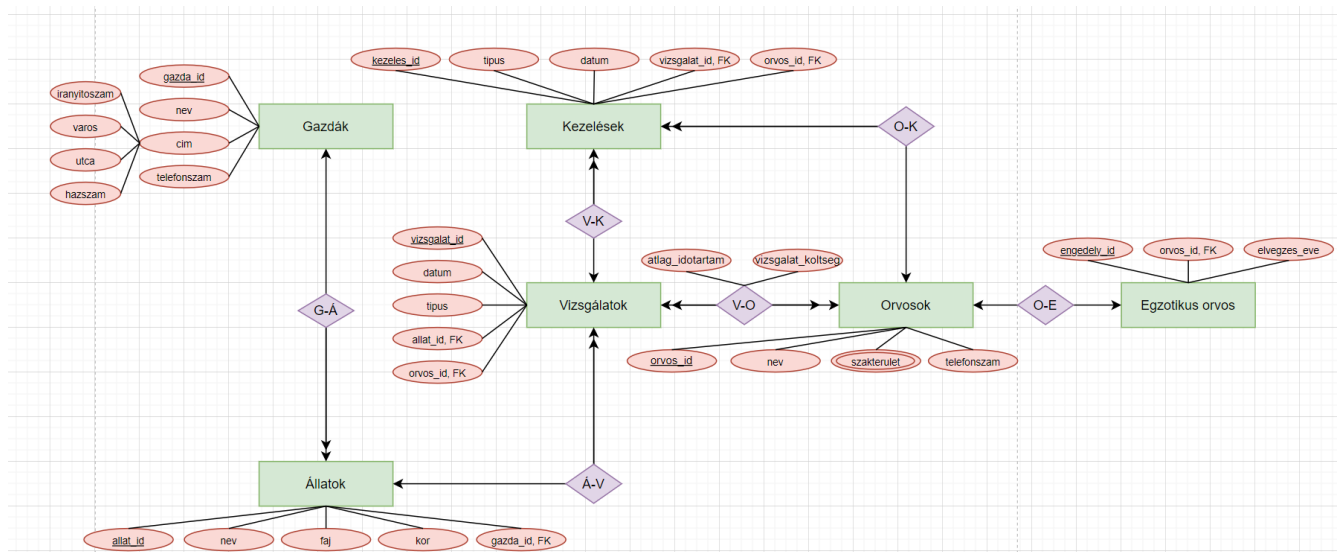 kezeles_id
tipus
datum
vizsgalat_id, FK
orvos_id, FK
gazda_id
iranyitoszam
nev
varos
cim
utca
telefonszam
hazszam
Gazdák
Kezelések
O-K
V-K
vizsgalat_id
datum
tipus
allat_id, FK
orvos_id, FK
atlag_idotartam
vizsgalat_koltseg
engedely_id
orvos_id, FK
elvegzes_eve
G-Á
Vizsgálatok
V-O
Orvosok
O-E
Egzotikus orvos
orvos_id
nev
szakterulet
telefonszam
Állatok
Á-V
allat_id
nev
faj
kor
gazda_id, FK